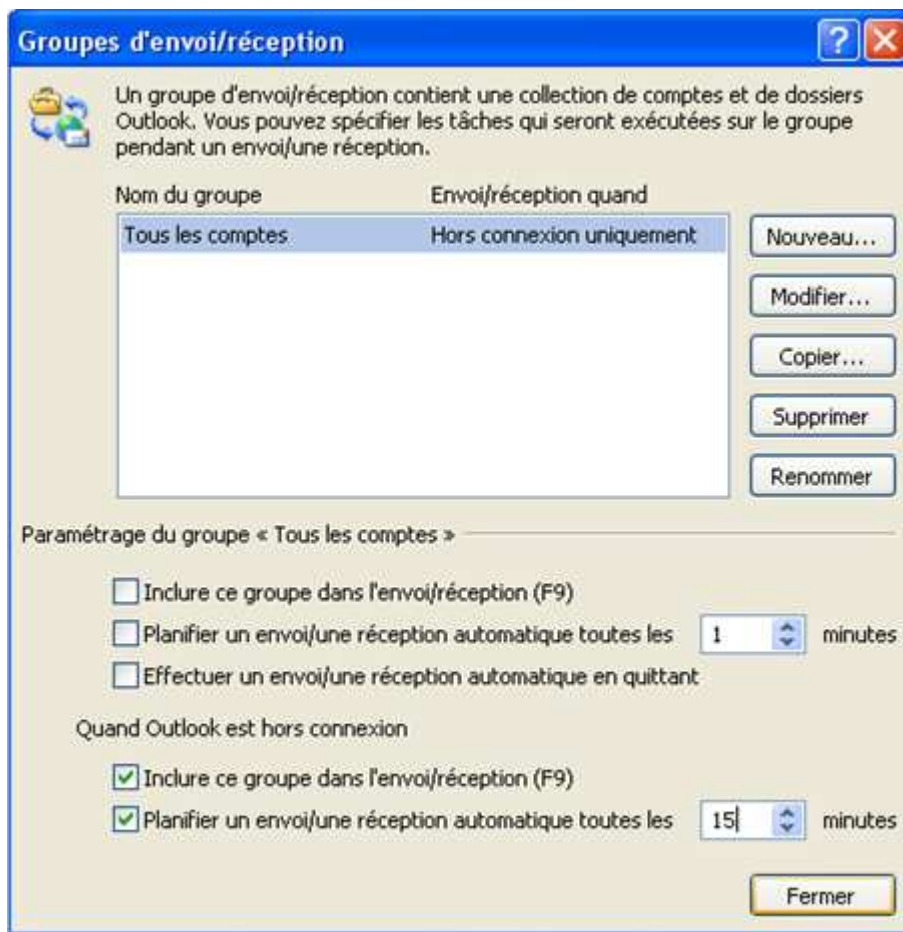 Groupes d'envoi/réception
Un groupe d'envoi/réception contient une collection de comptes et de dossiers
Outlook. Vous pouvez spécifier les tâches qui seront exécutées sur le groupe
pendant un envoi/une réception.
Nom du groupe Envoi/réception quand
Tous les comptes Hors connexion uniquement
Nouveau...
Modifier...
Copier...
Supprimer
Renommer
Paramétrage du groupe « Tous les comptes »
Inclure ce groupe dans l'envoi/réception (F9)
Planifier un envoi/une réception automatique toutes les 1 minutes
Effectuer un envoi/une réception automatique en quittant
Quand Outlook est hors connexion
Inclure ce groupe dans l'envoi/réception (F9)
Planifier un envoi/une réception automatique toutes les 15 minutes
Fermer